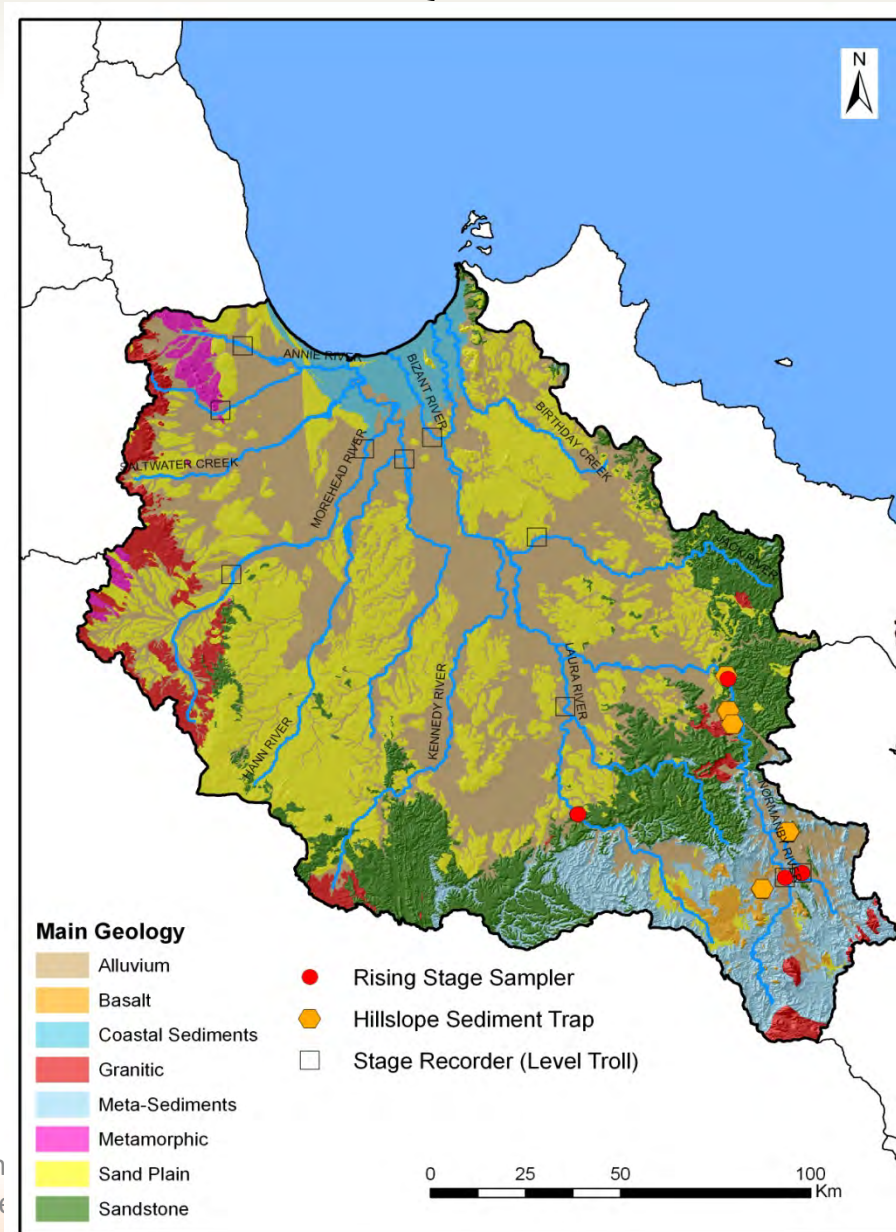 N
ANNIE RIVER
BIZANT RIVER
BIRTHDAY CREEK
SALTWATER CREEK
MOREHEAD RIVER
JACK RIVER
LAURA RIVER
KENNEDY RIVER
HANN RIVER
NORMANBY RIVER
Main Geology
Alluvium
Basalt
Coastal Sediments
Granitic
Meta-Sediments
Metamorphic
Sand Plain
Sandstone
Rising Stage Sampler
Hillslope Sediment Trap
Stage Recorder (Level Troll)
0 25 50 100
Km